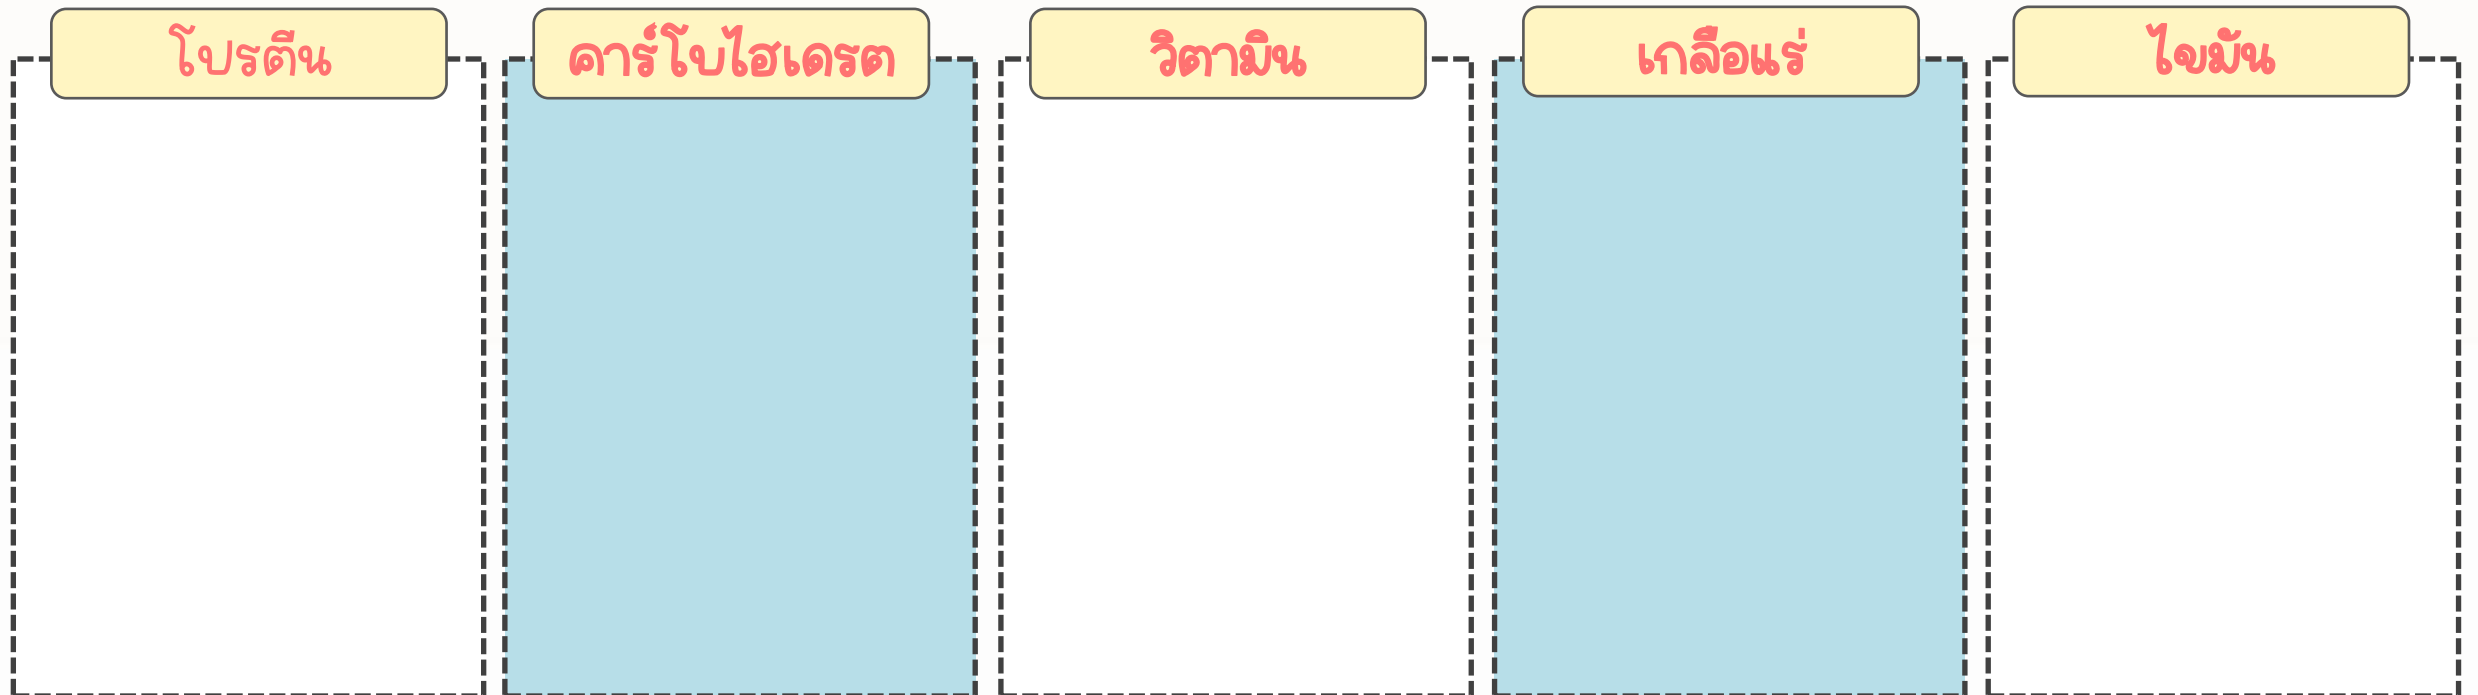 โปรตีน
คาร์โบไฮเดรต
วิตามิน
เกลือแร่
ไขมัน